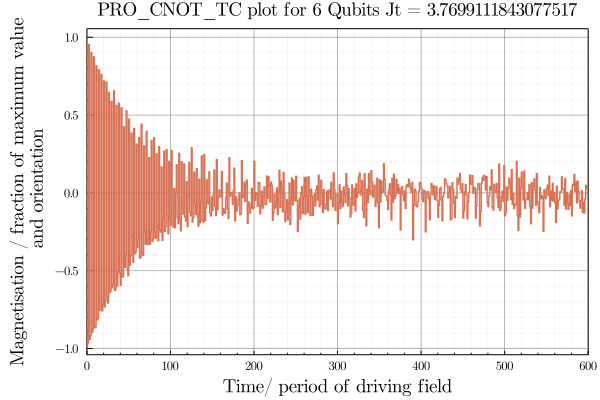 PRO_CNOT_TC plot for 6 Qubits Jt = 3.7699111843077517
Magnetisation / fraction of maximum value
and orientation
1.0
0.5
0.0
−0.5
−1.0
0 100 200 300 400 500 600
Time/ period of driving field